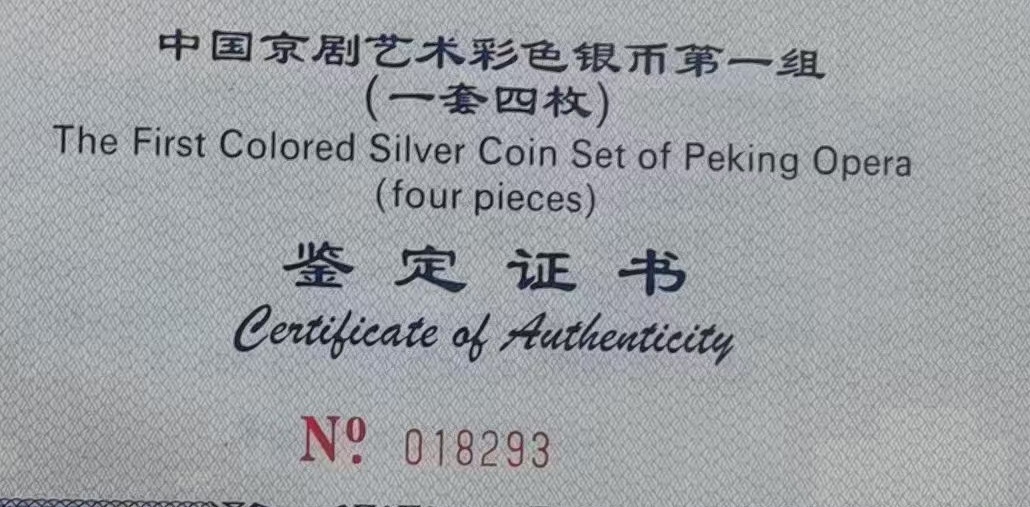 中国京剧艺术彩色银币第一组
(一套四枚)
The First Colored Silver Coin Set of Peking Opera
(four pieces)
鉴定证书
Certificate of Authenticity
Nº. 018293